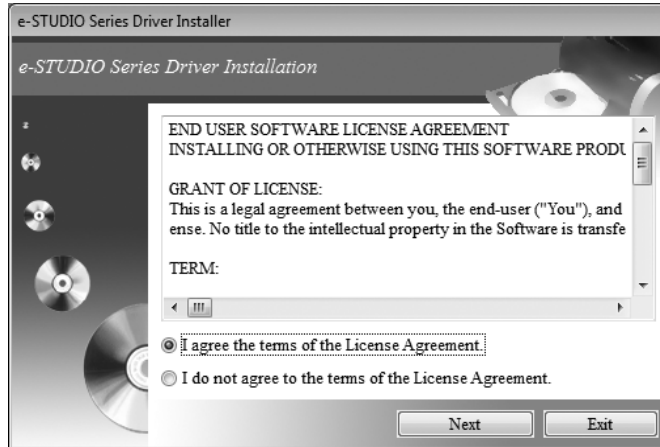 e-STUDIO Series Driver Installer
e-STUDIO Series Driver Installation
END USER SOFTWARE LICENSE AGREEMENT
INSTALLING OR OTHERWISE USING THIS SOFTWARE PRODU
GRANT OF LICENSE:
This is a legal agreement between you, the end-user ("You"), and
ense. No title to the intellectual property in the Software is transfe
TERM:
I agree the terms of the License Agreement.
I do not agree to the terms of the License Agreement.
Next Exit